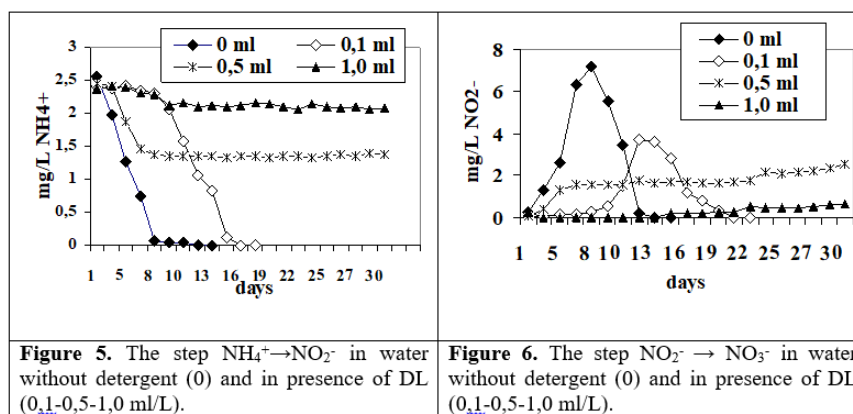 0 ml 0,1 ml
0,5 ml 1,0 ml
mg/L NH4+
3
2,5
2
1,5
1
0,5
0
1 5 8 10 13 16 19 22 24 27 30
days
0 ml
0,1 ml
0,5 ml
1,0 ml
mg/L NO2-
8
6
4
2
0
1 5 8 10 13 16 19 22 24 27 30
days
Figure 5. The step NH₄⁺→NO₂⁻ in water
without detergent (0) and in presence of DL
(0,1-0,5-1,0 ml/L).
Figure 6. The step NO₂⁻ → NO₃⁻ in water
without detergent (0) and in presence of DL
(0,1-0,5-1,0 ml/L).